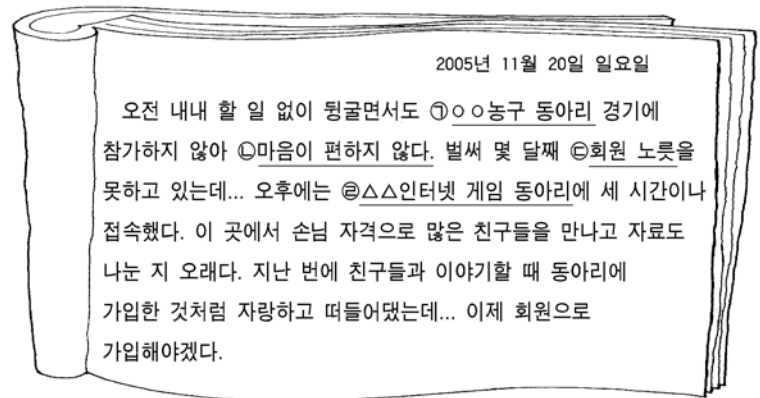 2005년 11월 20일 일요일
오전 내내 할 일 없이 뒹굴면서도 ㉠○○농구 동아리 경기에
참가하지 않아 ㉡마음이 편하지 않다. 벌써 몇 달째 ㉢회원 노릇을
못하고 있는데... 오후에는 ㉣△△인터넷 게임 동아리에 세 시간이나
접속했다. 이 곳에서 손님 자격으로 많은 친구들을 만나고 자료도
나눈 지 오래다. 지난 번에 친구들과 이야기할 때 동아리에
가입한 것처럼 자랑하고 떠들어댔는데... 이제 회원으로
가입해야겠다.